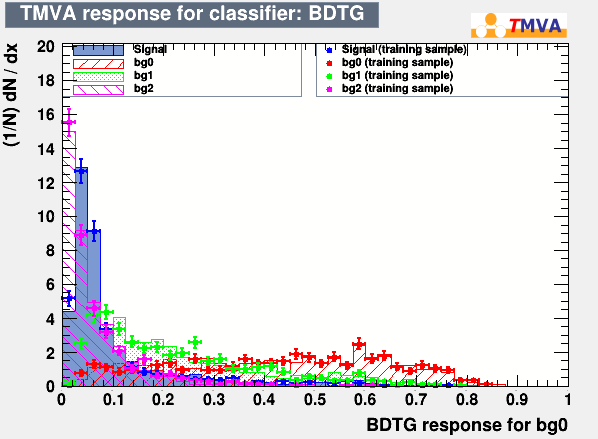 TMVA response for classifier: BDTG
TMVA
Signal
bg0
bg1
bg2
Signal (training sample)
bg0 (training sample)
bg1 (training sample)
bg2 (training sample)
(1/N) dN / dx
20
18
16
14
12
10
8
6
4
2
0
0 0.1 0.2 0.3 0.4 0.5 0.6 0.7 0.8 0.9 1
BDTG response for bg0